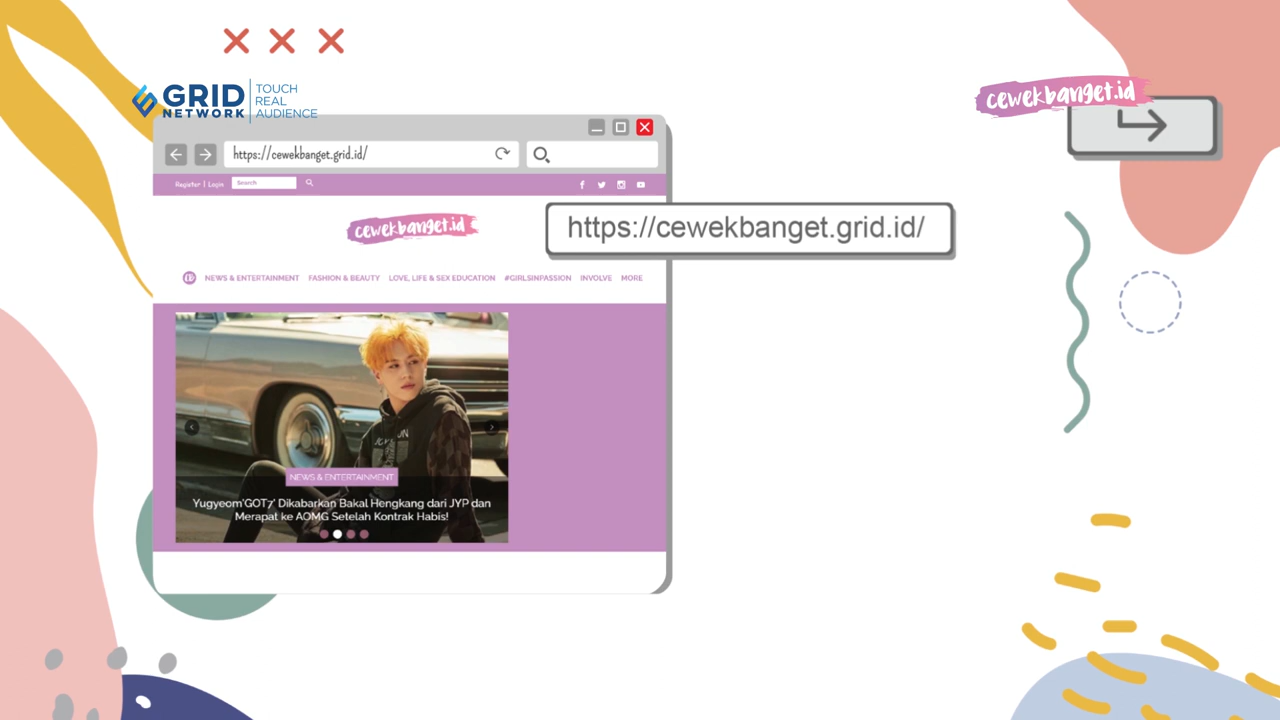 GRID
NETWORK
TOUCH
REAL
AUDIENCE
cewekbanget.id
https://cewekbanget.grid.id/
Register | Login
Search
cewekbanget.id
https://cewekbanget.grid.id/
NEWS & ENTERTAINMENT FASHION & BEAUTY LOVE, LIFE & SEX EDUCATION #GIRLSINPASSION INVOLVE MORE
NEWS & ENTERTAINMENT
Yugyeom'GOT7' Dikabarkan Bakal Hengkang dari JYP dan
Merapat ke AOMG Setelah Kontrak Habis!